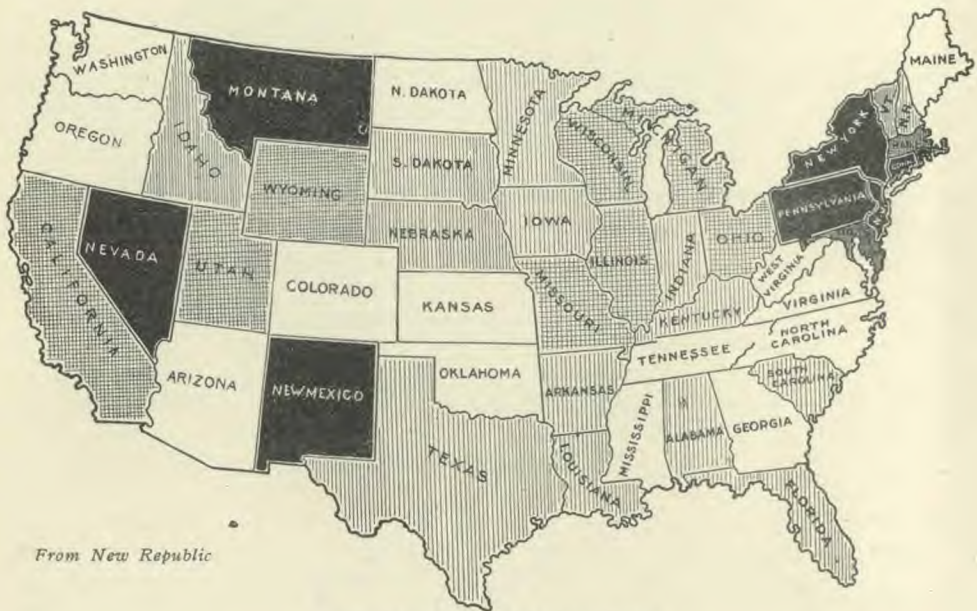 WASHINGTON
OREGON
CALIFORNIA
IDAHO
NEVADA
MONTANA
WYOMING
UTAH
ARIZONA
COLORADO
NEW MEXICO
N. DAKOTA
S. DAKOTA
NEBRASKA
KANSAS
OKLAHOMA
TEXAS
MINNESOTA
IOWA
MISSOURI
ARKANSAS
LOUISIANA
WISCONSIN
ILLINOIS
MICHIGAN
INDIANA
OHIO
KENTUCKY
TENNESSEE
MISSISSIPPI
ALABAMA
GEORGIA
FLORIDA
SOUTH
CAROLINA
NORTH
CAROLINA
VIRGINIA
WEST
VIRGINIA
PENNSYLVANIA
NEW YORK
VT.
N.H.
MAINE
From New Republic